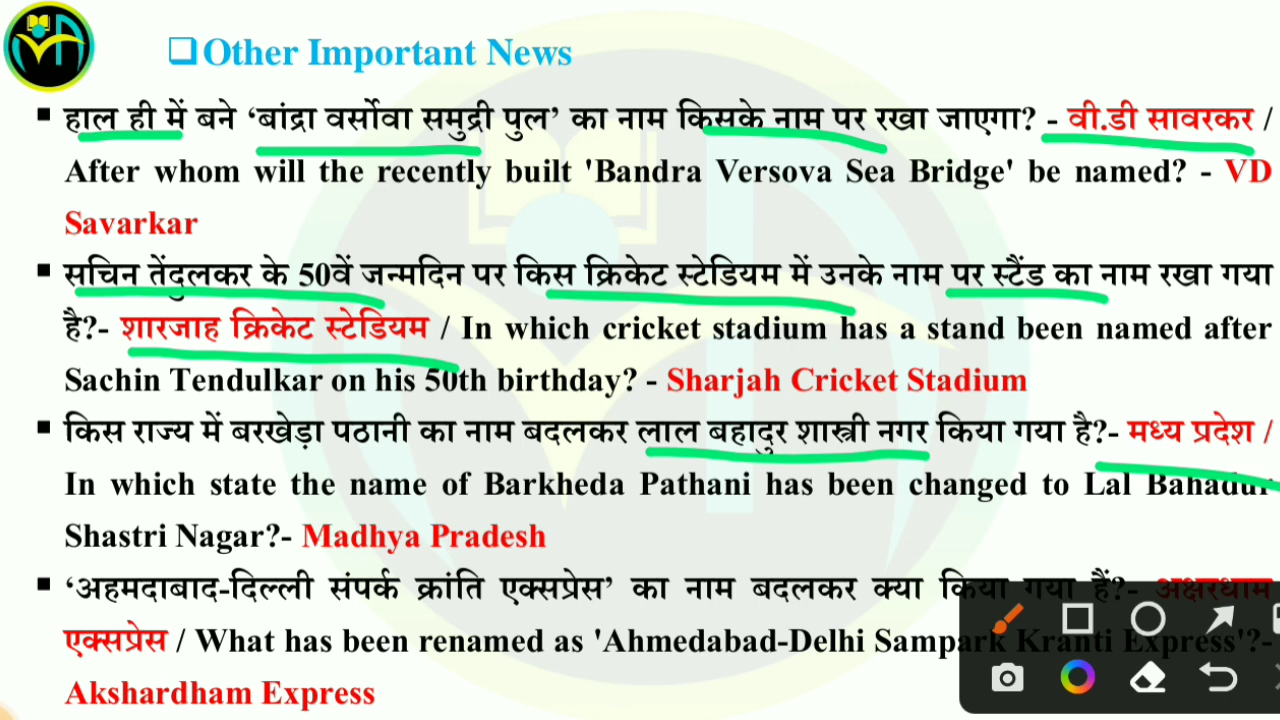 ❑Other Important News
▪ हाल ही में बने ‘बांद्रा वर्सोवा समुद्री पुल’ का नाम किसके नाम पर रखा जाएगा? - वी.डी सावरकर /
After whom will the recently built 'Bandra Versova Sea Bridge' be named? - VD
Savarkar
▪ सचिन तेंदुलकर के 50वें जन्मदिन पर किस क्रिकेट स्टेडियम में उनके नाम पर स्टैंड का नाम रखा गया
है?- शारजाह क्रिकेट स्टेडियम / In which cricket stadium has a stand been named after
Sachin Tendulkar on his 50th birthday? - Sharjah Cricket Stadium
▪ किस राज्य में बरखेड़ा पठानी का नाम बदलकर लाल बहादुर शास्त्री नगर किया गया है?- मध्य प्रदेश /
In which state the name of Barkheda Pathani has been changed to Lal Bahadur
Shastri Nagar?- Madhya Pradesh
▪ ‘अहमदाबाद-दिल्ली संपर्क क्रांति एक्सप्रेस’ का नाम बदलकर क्या किया गया हैं?- अक्षरधाम
एक्सप्रेस / What has been renamed as 'Ahmedabad-Delhi Sampark Kranti Express'?-
Akshardham Express